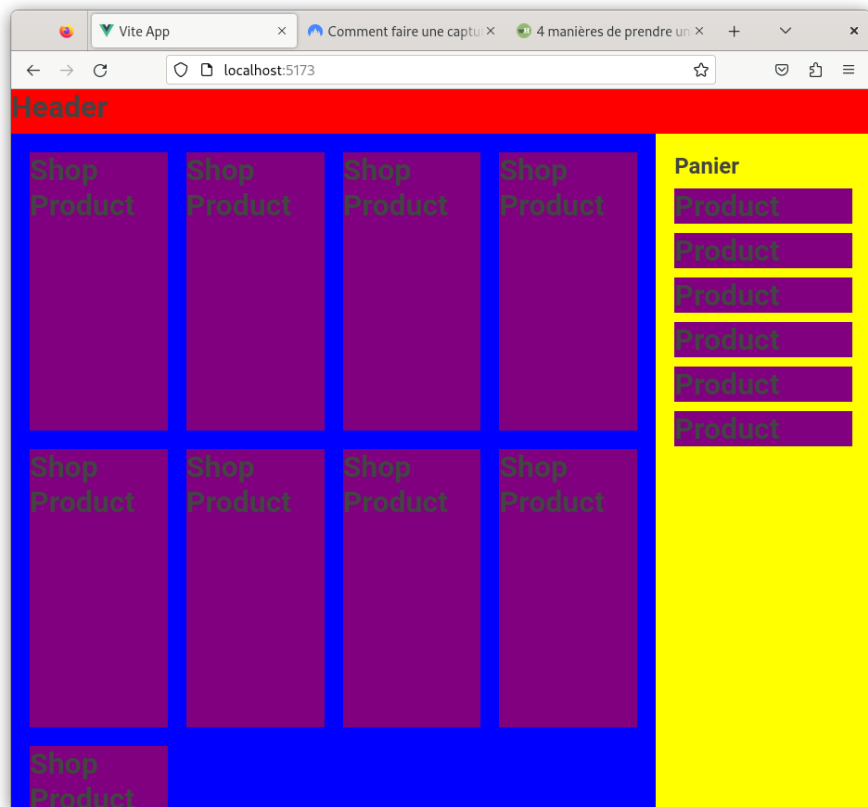 Vite App
Comment faire une captu
4 manières de prendre un
localhost:5173
Header
Shop Product
Shop Product
Shop Product
Shop Product
Panier
Product
Product
Product
Product
Product
Product
Shop Product
Shop Product
Shop Product
Shop Product
Shop Product